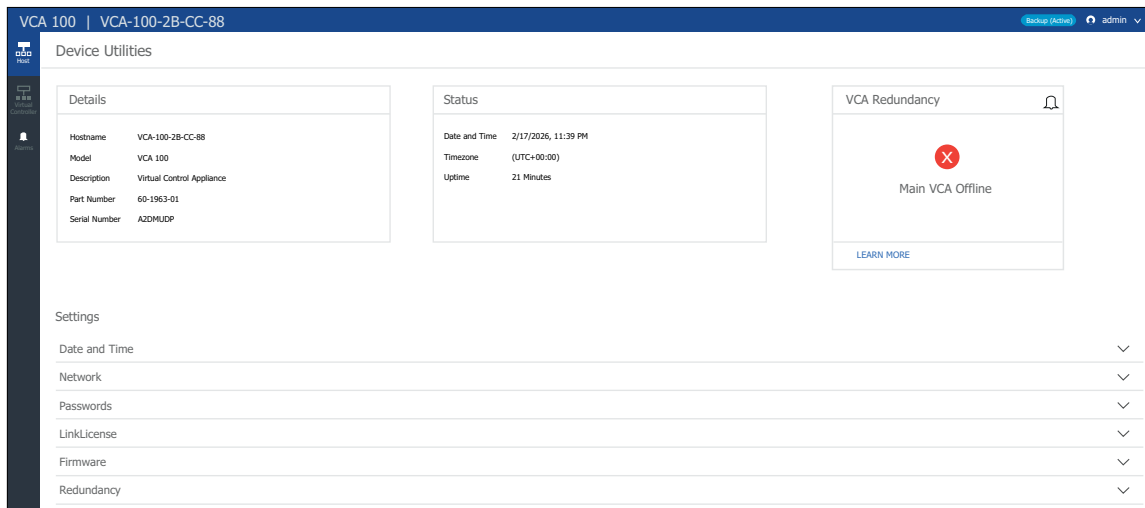 VCA 100 | VCA-100-2B-CC-88
Backup (Active) admin
Host
Virtual
Controller
Alarms
Device Utilities
Details
Hostname VCA-100-2B-CC-88
Model VCA 100
Description Virtual Control Appliance
Part Number 60-1963-01
Serial Number A2DMUDP
Status
Date and Time 2/17/2026, 11:39 PM
Timezone (UTC+00:00)
Uptime 21 Minutes
VCA Redundancy
X
Main VCA Offline
LEARN MORE
Settings
Date and Time
Network
Passwords
LinkLicense
Firmware
Redundancy